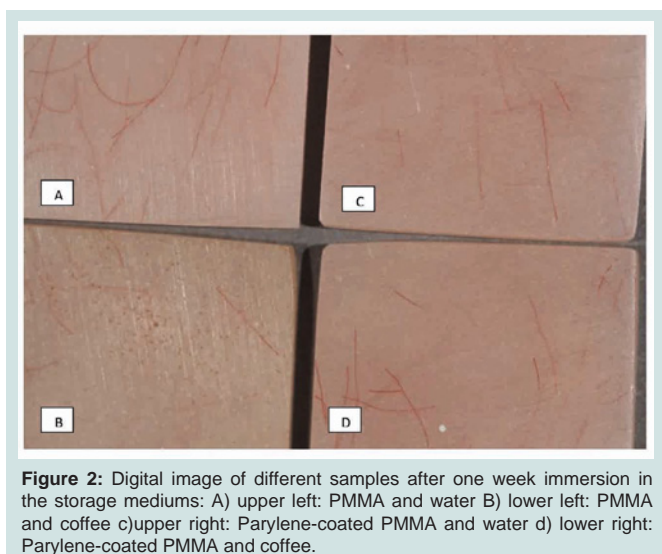 A
C
B
D
Figure 2: Digital image of different samples after one week immersion in
the storage mediums: A) upper left: PMMA and water B) lower left: PMMA
and coffee c)upper right: Parylene-coated PMMA and water d) lower right:
Parylene-coated PMMA and coffee.